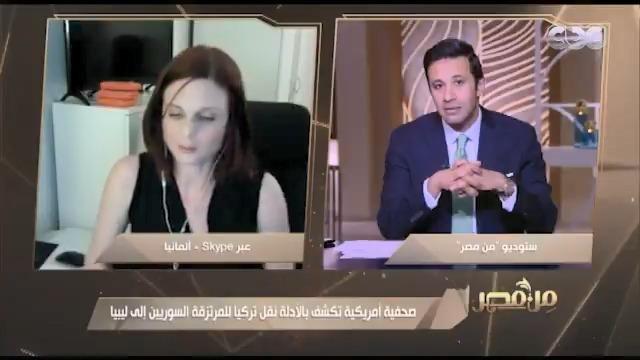 عبر Skype - ألمانيا
ستوديو "من مصر"
من مصر
صحفية أمريكية تكشف بالأدلة نقل تركيا للمرتزقة السوريين إلى ليبيا